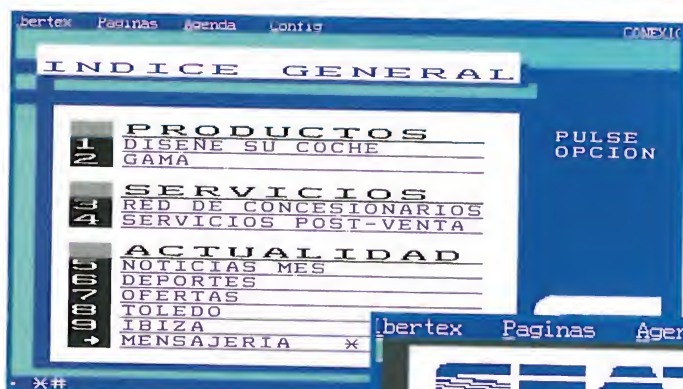 bertex Paginas Agenda Config
INDICE GENERAL
PRODUCTOS
1 DISEÑE SU COCHE
2 GAMA
SERVICIOS
3 RED DE CONCESIONARIOS
4 SERVICIOS POST-VENTA
ACTUALIDAD
5 NOTICIAS MES
6 DEPORTES
7 OFERTAS
8 TOLEDO
9 IBIZA
→ MENSAJERIA *
PULSE
OPCION
*#
Ibertex Paginas Agen
SEAT